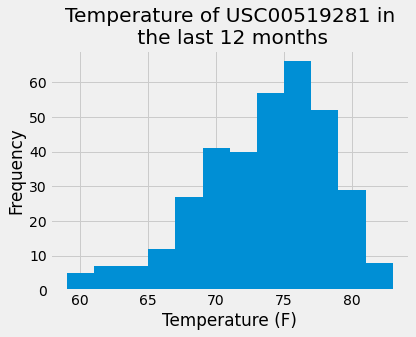 Temperature of USC00519281 in
the last 12 months
Frequency
60
50
40
30
20
10
0
60 65 70 75 80
Temperature (F)